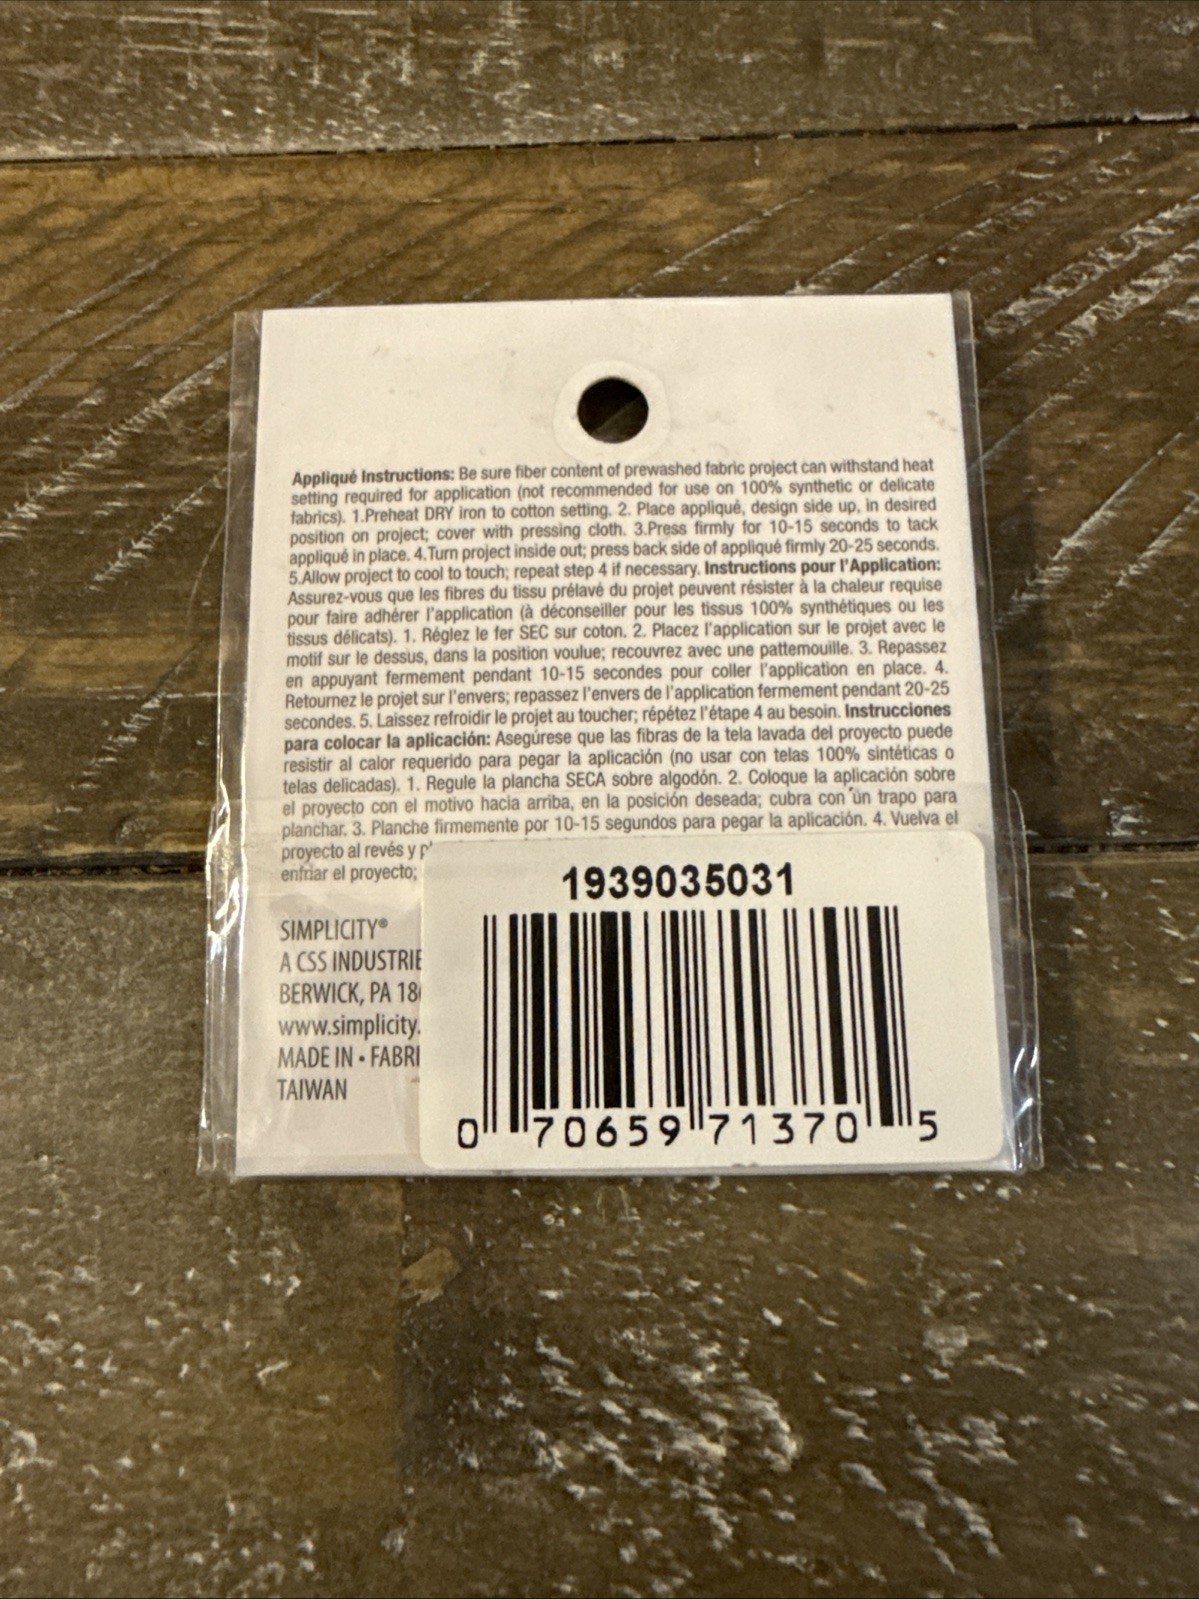 Appliqué Instructions: Be sure fiber content of prewashed fabric project can withstand heat
setting required for application (not recommended for use on 100% synthetic or delicate
fabrics). 1.Preheat DRY iron to cotton setting. 2. Place appliqué, design side up, in desired
position on project; cover with pressing cloth. 3.Press firmly for 10-15 seconds to tack
appliqué in place. 4.Turn project inside out; press back side of appliqué firmly 20-25 seconds.
5.Allow project to cool to touch; repeat step 4 if necessary. Instructions pour l'Application:
Assurez-vous que les fibres du tissu prélavé du projet peuvent résister à la chaleur requise
pour faire adhérer l'application (à déconseiller pour les tissus 100% synthétiques ou les
tissus délicats). 1. Réglez le fer SEC sur coton. 2. Placez l'application sur le projet avec le
motif sur le dessus, dans la position voulue; recouvrez avec une pattemouille. 3. Repassez
en appuyant fermement pendant 10-15 secondes pour coller l'application en place. 4.
Retournez le projet sur l'envers; repassez l'envers de l'application fermement pendant 20-25
secondes. 5. Laissez refroidir le projet au toucher; répétez l'étape 4 au besoin. Instrucciones
para colocar la aplicación: Asegúrese que las fibras de la tela lavada del proyecto puede
resistir al calor requerido para pegar la aplicación (no usar con telas 100% sintéticas o
telas delicadas). 1. Regule la plancha SECA sobre algodón. 2. Coloque la aplicación sobre
el proyecto con el motivo hacia arriba, en la posición deseada; cubra con un trapo para
planchar. 3. Planche firmemente por 10-15 segundos para pegar la aplicación. 4. Vuelva el
proyecto al revés y
enfriar el proyecto;
SIMPLICITY®
A CSS INDUSTRIE
BERWICK, PA 18
www.simplicity.
MADE IN • FABRI
TAIWAN
1939035031
0 70659 71370 5